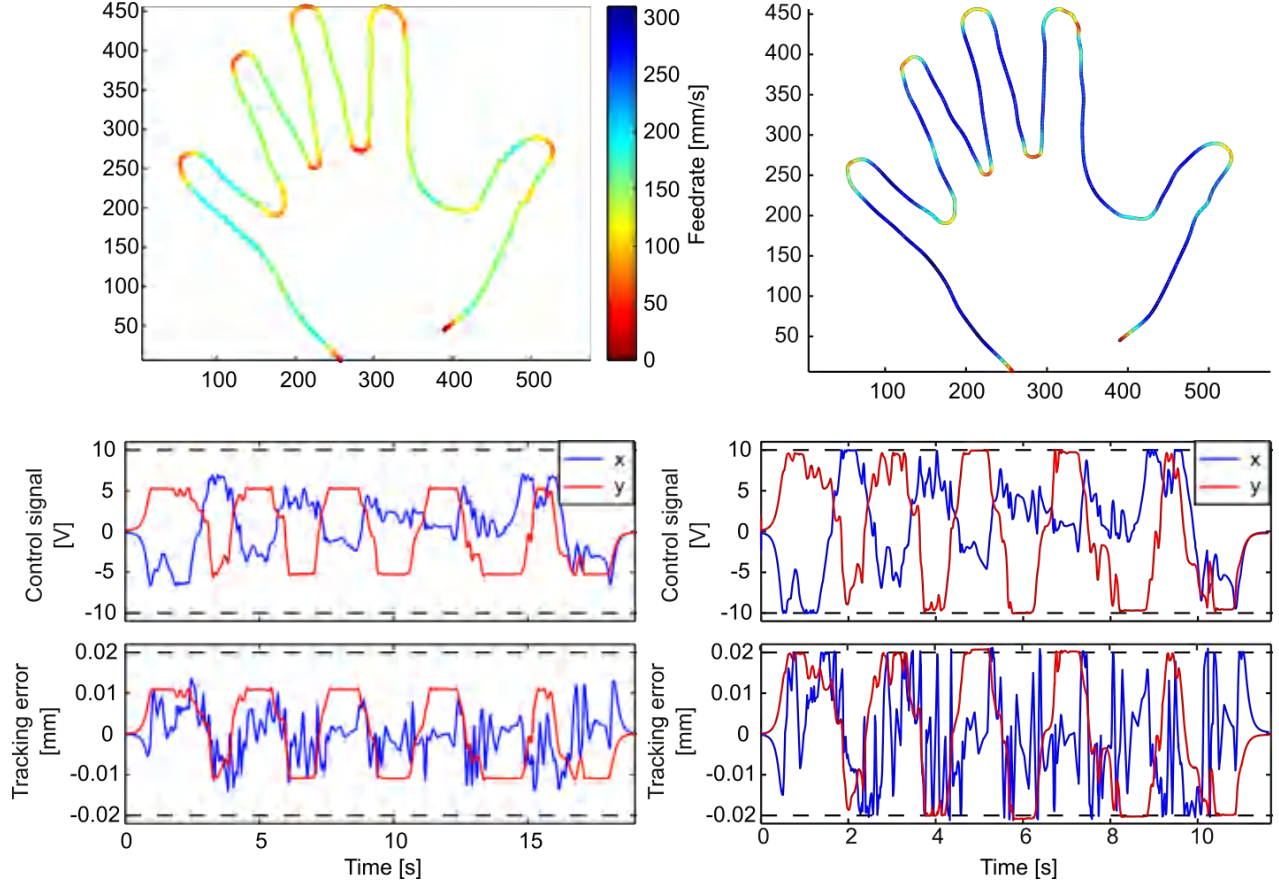 450
400
350
300
250
200
150
100
50
100 200 300 400 500
300
250
200
150
100
50
0
Feedrate [mm/s]
450
400
350
300
250
200
150
100
50
100 200 300 400 500
Control signal
[V]
10
5
0
-5
-10
x
y
Control signal
[V]
10
5
0
-5
-10
x
y
Tracking error
[mm]
0.02
0.01
0
-0.01
-0.02
0 5 10 15
Time [s]
Tracking error
[mm]
0.02
0.01
0
-0.01
-0.02
0 2 4 6 8 10
Time [s]